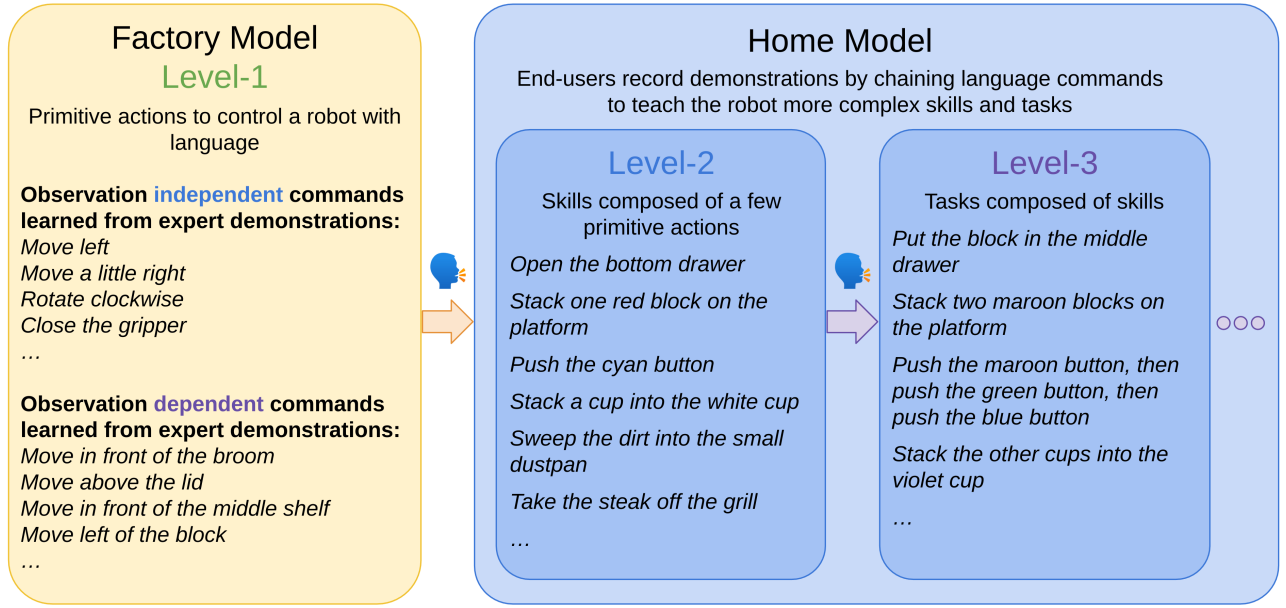 Factory Model
Level-1
Primitive actions to control a robot with
language
Observation independent commands
learned from expert demonstrations:
Move left
Move a little right
Rotate clockwise
Close the gripper
…
Observation dependent commands
learned from expert demonstrations:
Move in front of the broom
Move above the lid
Move in front of the middle shelf
Move left of the block
…
Home Model
End-users record demonstrations by chaining language commands
to teach the robot more complex skills and tasks
Level-2
Skills composed of a few
primitive actions
Open the bottom drawer
Stack one red block on the
platform
Push the cyan button
Stack a cup into the white cup
Sweep the dirt into the small
dustpan
Take the steak off the grill
…
Level-3
Tasks composed of skills
Put the block in the middle
drawer
Stack two maroon blocks on
the platform
Push the maroon button, then
push the green button, then
push the blue button
Stack the other cups into the
violet cup
…